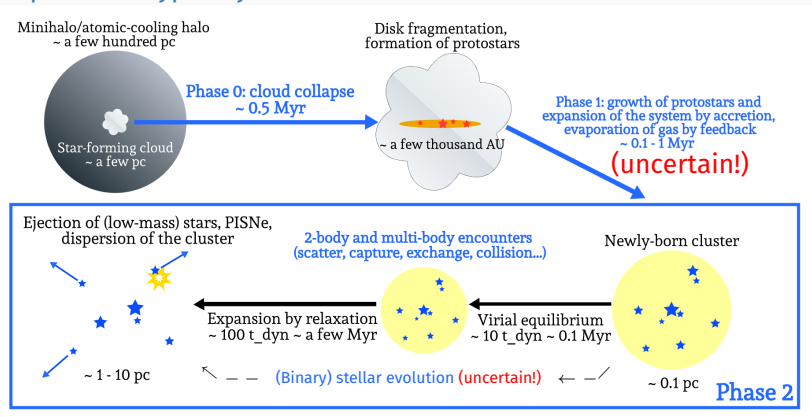 Minihalo/atomic-cooling halo
~ a few hundred pc
Star-forming cloud
~ a few pc
Phase 0: cloud collapse
~ 0.5 Myr
Disk fragmentation,
formation of protostars
~ a few thousand AU
Phase 1: growth of protostars and
expansion of the system by accretion,
evaporation of gas by feedback
~ 0.1 - 1 Myr
(uncertain!)
Ejection of (low-mass) stars, PISNe,
dispersion of the cluster
~ 1 - 10 pc
2-body and multi-body encounters
(scatter, capture, exchange, collision...)
Expansion by relaxation
~ 100 t_dyn ~ a few Myr
Virial equilibrium
~ 10 t_dyn ~ 0.1 Myr
Newly-born cluster
~ 0.1 pc
(Binary) stellar evolution (uncertain!)
Phase 2